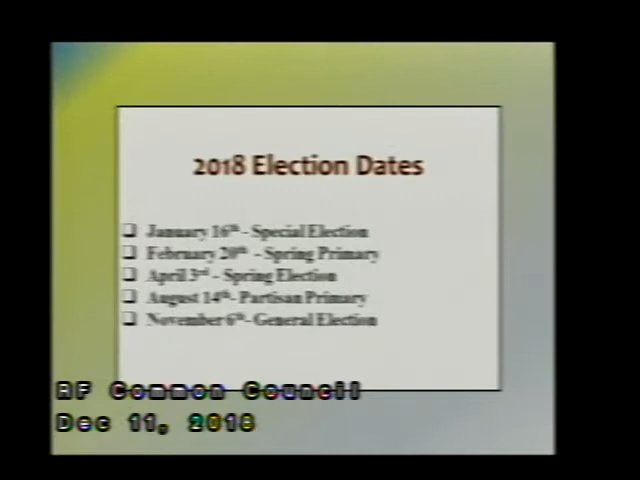 2018 Election Dates
❑ January 16th - Special Election
❑ February 20th - Spring Primary
❑ April 3rd - Spring Election
❑ August 14th- Partisan Primary
❑ November 6th- General Election
RF Common Council
Dec 11, 2018